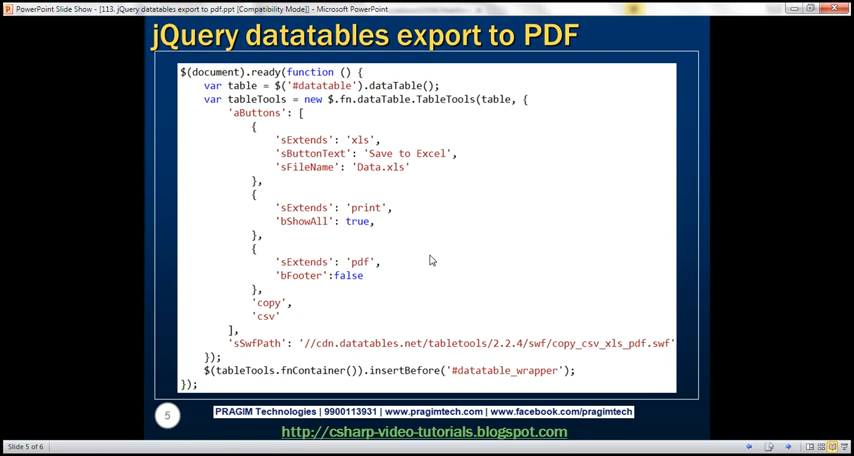 PowerPoint Slide Show - [113. jQuery datatables export to pdf.ppt [Compatibility Mode]] - Microsoft PowerPoint
jQuery datatables export to PDF
$(document).ready(function () {
var table = $('#datatable').dataTable();
var tableTools = new $.fn.dataTable.TableTools(table, {
'aButtons': [
{
'sExtends': 'xls',
'sButtonText': 'Save to Excel',
'sFileName': 'Data.xls'
},
{
'sExtends': 'print',
'bShowAll': true,
},
{
'sExtends': 'pdf',
'bFooter':false
},
'copy',
'csv'
],
'sSwfPath': '//cdn.datatables.net/tabletools/2.2.4/swf/copy_csv_xls_pdf.swf'
});
$(tableTools.fnContainer()).insertBefore('#datatable_wrapper');
});
5
PRAGIM Technologies | 9900113931 | www.pragimtech.com | www.facebook.com/pragimtech
http://csharp-video-tutorials.blogspot.com
Slide 5 of 6